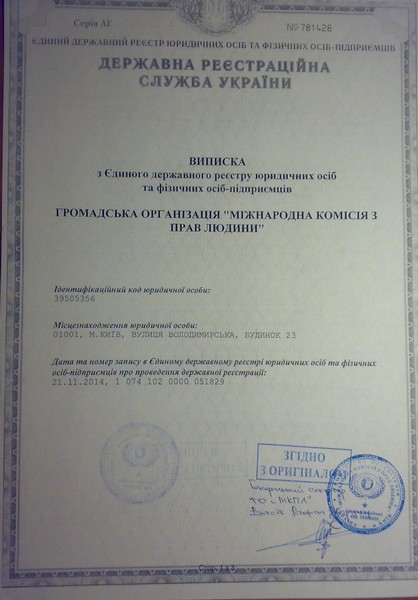 Серія АГ
№ 781426
ЄДИНИЙ ДЕРЖАВНИЙ РЕЄСТР ЮРИДИЧНИХ ОСІБ ТА ФІЗИЧНИХ ОСІБ-ПІДПРИЄМЦІВ
ДЕРЖАВНА РЕЄСТРАЦІЙНА
СЛУЖБА УКРАЇНИ
ВИПИСКА
з Єдиного державного реєстру юридичних осіб
та фізичних осіб-підприємців
ГРОМАДСЬКА ОРГАНІЗАЦІЯ "МІЖНАРОДНА КОМІСІЯ З
ПРАВ ЛЮДИНИ"
Ідентифікаційний код юридичної особи:
39505356
Місцезнаходження юридичної особи:
01001, М.КИЇВ, ВУЛИЦЯ ВОЛОДИМИРСЬКА, БУДИНОК 23
Дата та номер запису в Єдиному державному реєстрі юридичних осіб та фізичних
осіб-підприємців про проведення державної реєстрації:
21.11.2014, 1 074 102 0000 051829
ЗГІДНО
З ОРИГІНАЛОМ